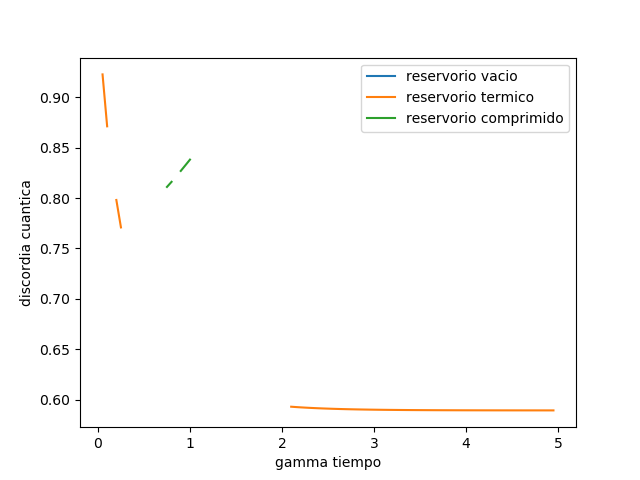 reservorio vacio
reservorio termico
reservorio comprimido
0.90
0.85
0.80
0.75
0.70
0.65
0.60
discordia cuantica
0 1 2 3 4 5
gamma tiempo